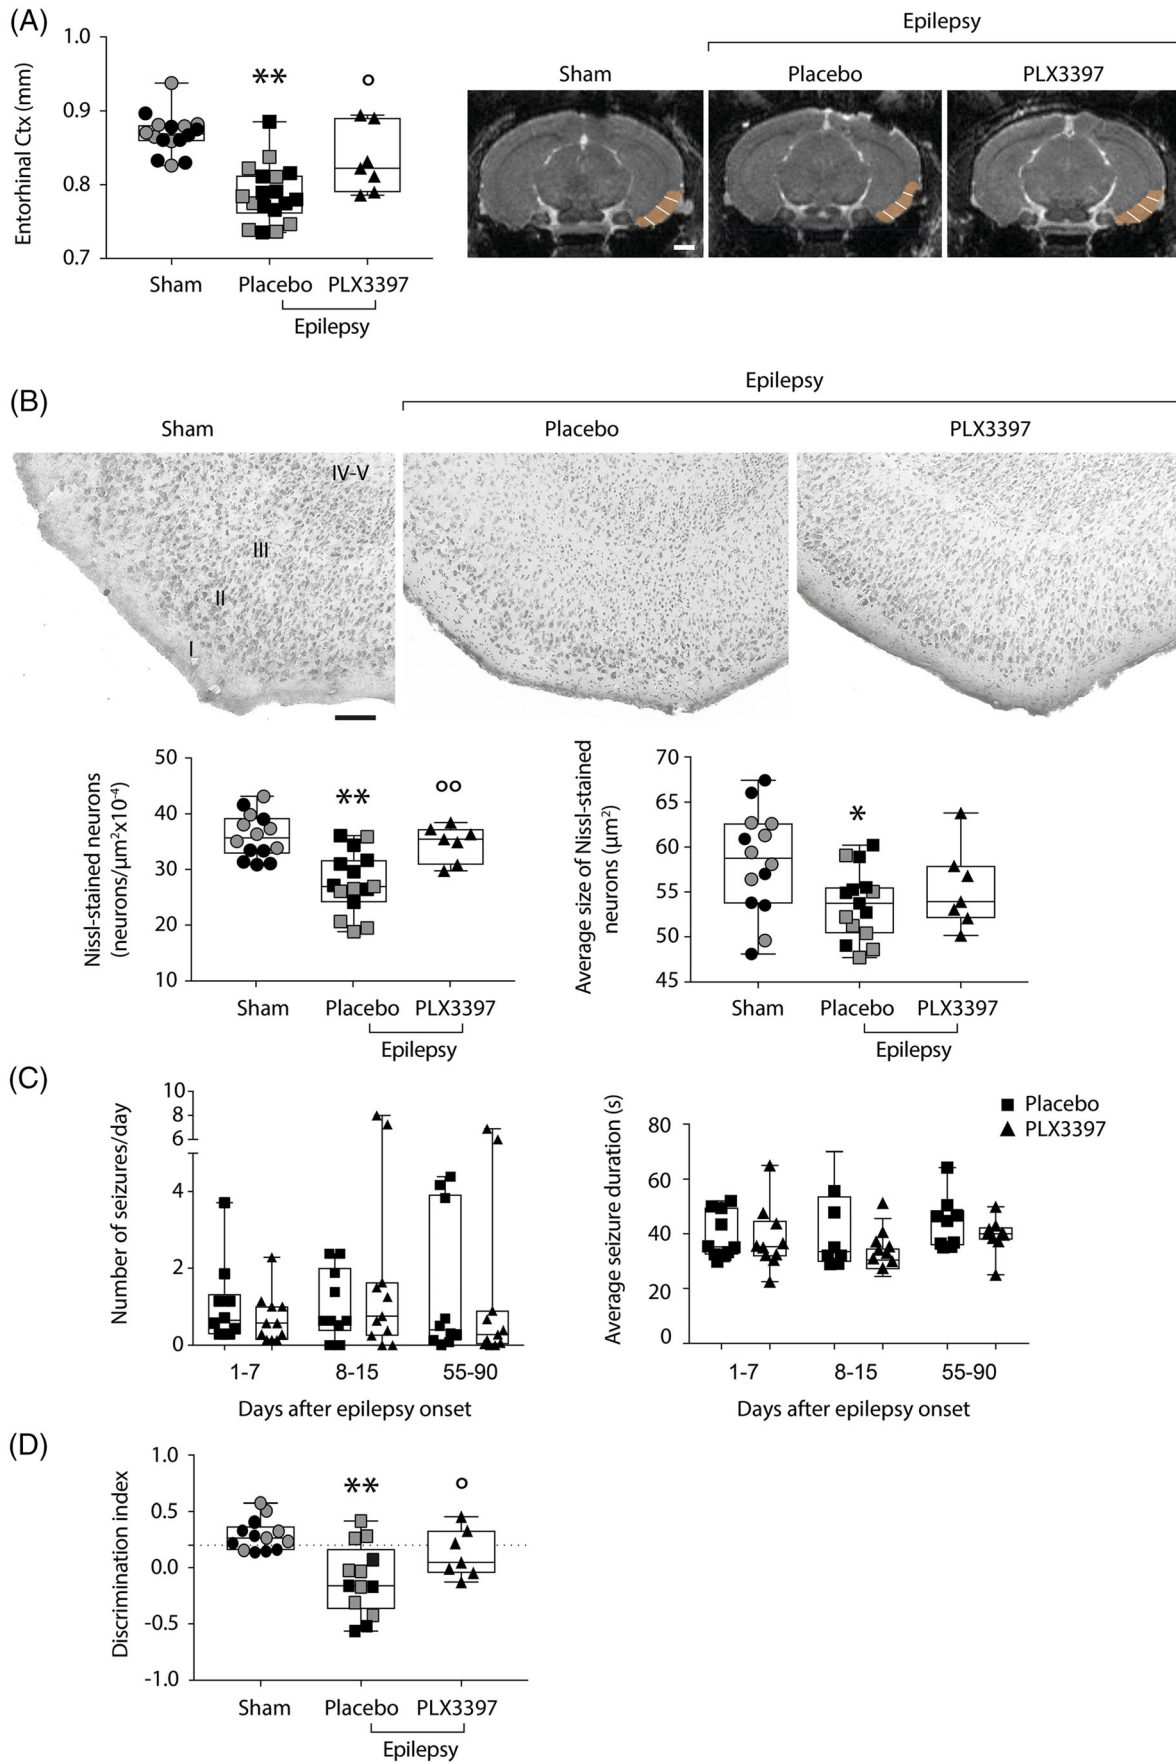 (A)
Entorhinal Ctx (mm)
1.0
0.9
0.8
0.7
**
°
Sham
Placebo
PLX3397
Epilepsy
Epilepsy
Sham
Placebo
PLX3397
(B)
Epilepsy
Sham
Placebo
PLX3397
IV-V
III
II
I
Nissl-stained neurons
(neurons/μm²x10⁻⁴)
50
40
30
20
10
**
°°
Sham
Placebo
PLX3397
Epilepsy
Average size of Nissl-stained
neurons (μm²)
70
65
60
55
50
45
*
Sham
Placebo
PLX3397
Epilepsy
(C)
Number of seizures/day
10
8
6
4
2
0
1-7
8-15
55-90
Days after epilepsy onset
Average seizure duration (s)
80
60
40
20
0
Placebo
PLX3397
1-7
8-15
55-90
Days after epilepsy onset
(D)
Discrimination index
1.0
0.5
0.0
-0.5
-1.0
**
°
Sham
Placebo
PLX3397
Epilepsy